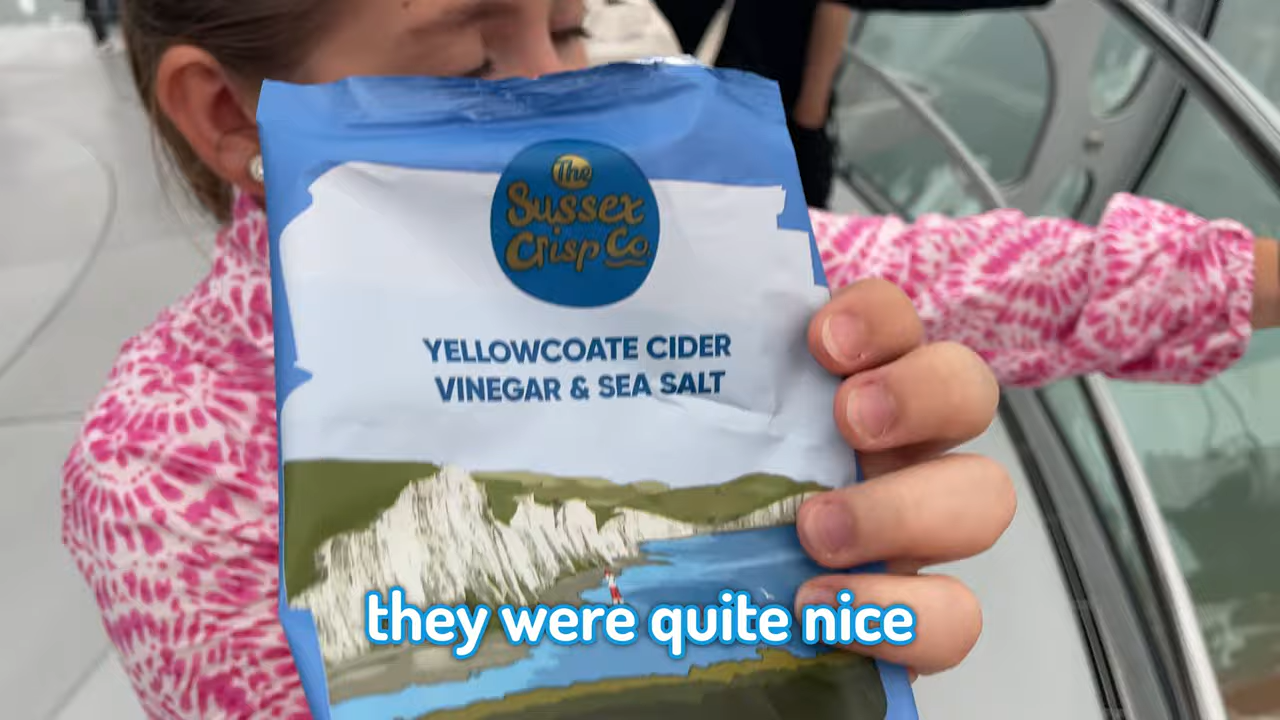 The
Sussex
Crisp Co.
YELLOWCOATE CIDER
VINEGAR & SEA SALT
they were quite nice